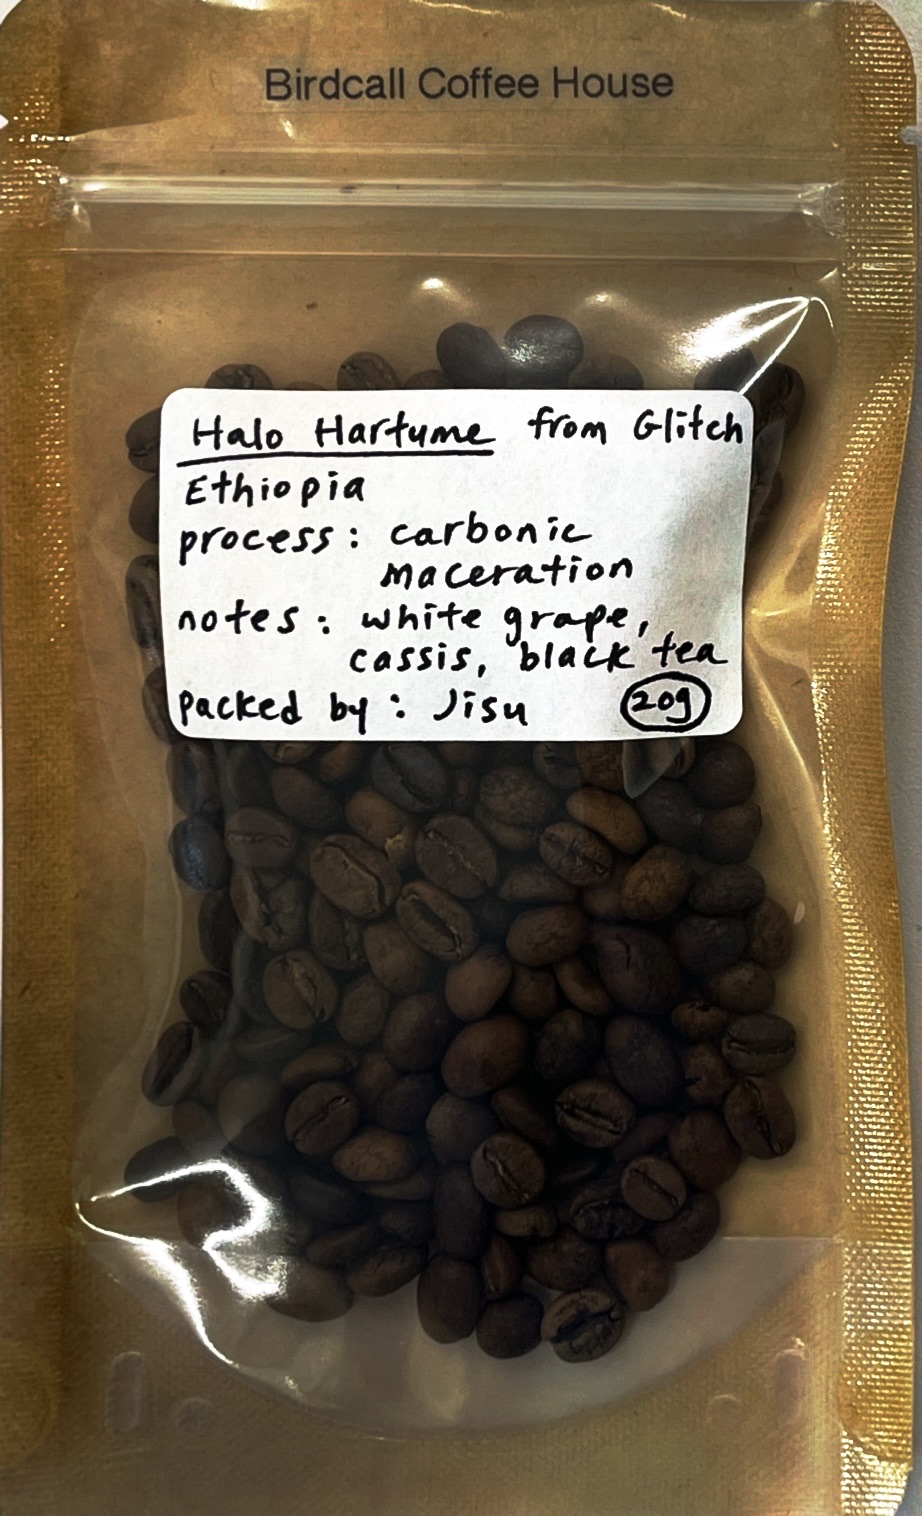 Birdcall Coffee House
Halo Hartume from Glitch
Ethiopia
process: carbonic
maceration
notes: white grape,
cassis, black tea
packed by: Jisu 20g